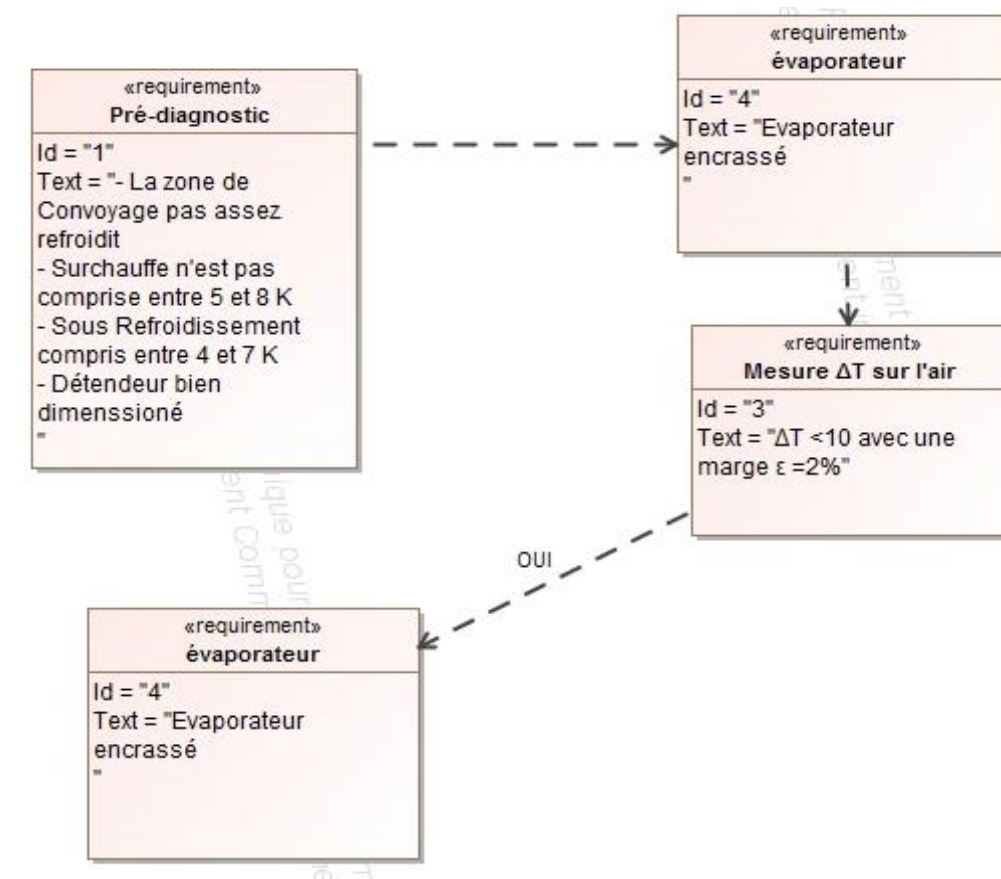 «requirement»
Pré-diagnostic
Id = "1"
Text = "- La zone de
Convoyage pas assez
refroidit
- Surchauffe n'est pas
comprise entre 5 et 8 K
- Sous Refroidissement
compris entre 4 et 7 K
- Détendeur bien
dimenssioné
"
«requirement»
évaporateur
Id = "4"
Text = "Evaporateur
encrassé
"
«requirement»
Mesure ΔT sur l'air
Id = "3"
Text = "ΔT <10 avec une
marge ε =2%"
OUI
«requirement»
évaporateur
Id = "4"
Text = "Evaporateur
encrassé
"